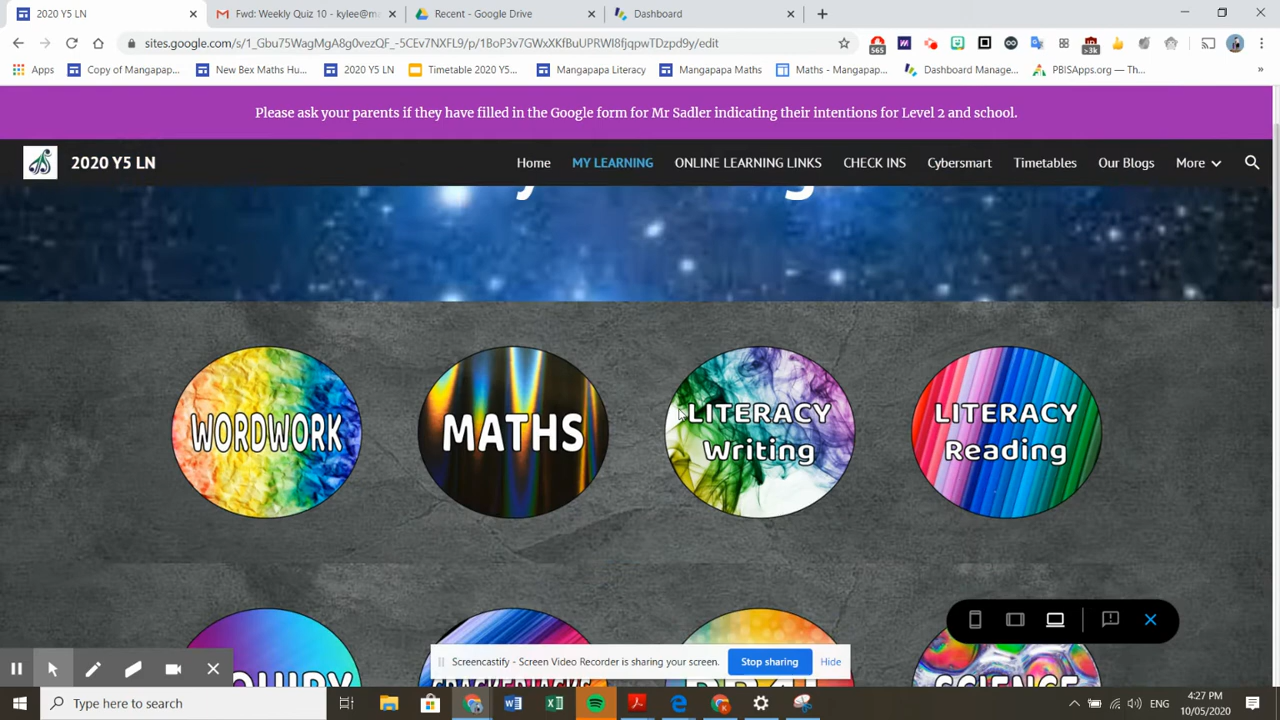 2020 Y5 LN
Fwd: Weekly Quiz 10 - kylee@m
Recent - Google Drive
Dashboard
sites.google.com/s/1_3bu75WaqMgA8g0vezQF_-5CEv7NXFL9/p/1BoP3v7GWxXKfBuUPRWI8fjqpwTDzpd9v/edit
565
>3k
Apps
Copy of Mangapap...
New Bex Maths Hu...
2020 Y5 LN
Timetable 2020 Y5...
Mangapapa Literacy
Mangapapa Maths
Maths - Mangapap...
Dashboard Manage...
PBISApps.org — Th...
»
Please ask your parents if they have filled in the Google form for Mr Sadler indicating their intentions for Level 2 and school.
2020 Y5 LN
Home
MY LEARNING
ONLINE LEARNING LINKS
CHECK INS
Cybersmart
Timetables
Our Blogs
More
WORDWORK
MATHS
LITERACY
Writing
LITERACY
Reading
SCIENCE
Screencastify - Screen Video Recorder is sharing your screen.
Stop sharing
Hide
Type here to search
ENG
4:27 PM
10/05/2020